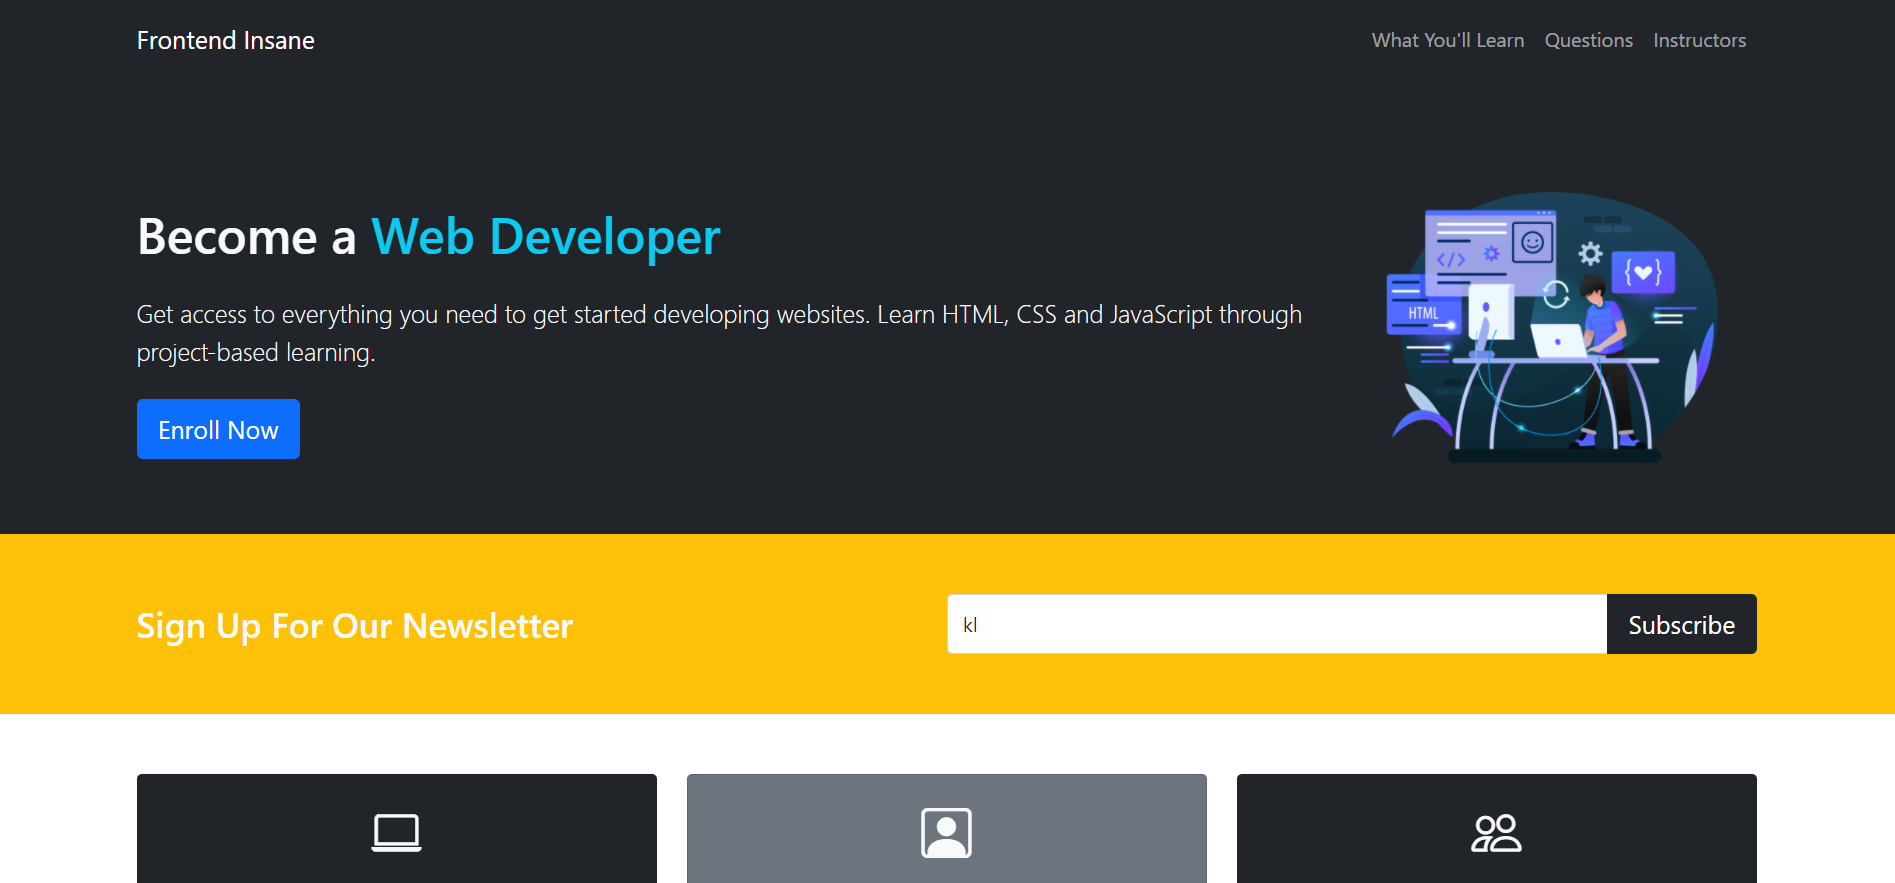 Frontend Insane
What You'll Learn Questions Instructors
Become a Web Developer
Get access to everything you need to get started developing websites. Learn HTML, CSS and JavaScript through
project-based learning.
Enroll Now
</>
HTML
Sign Up For Our Newsletter
kl
Subscribe